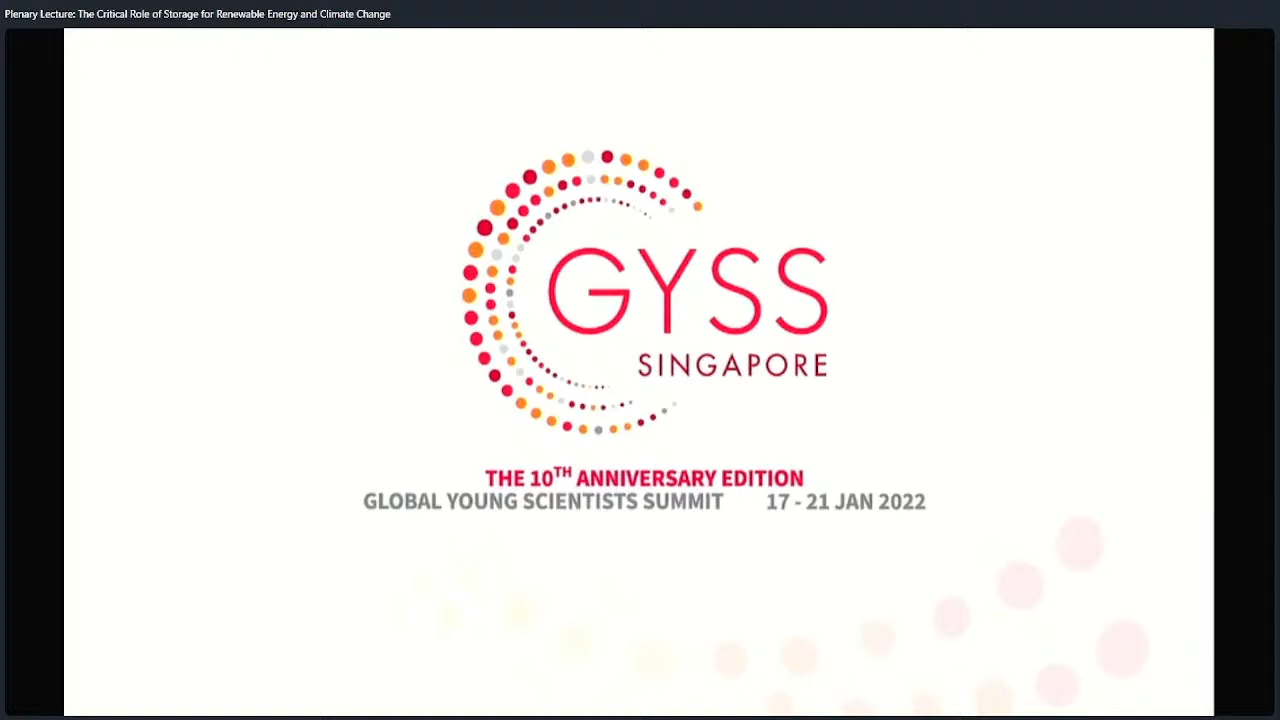 Plenary Lecture: The Critical Role of Storage for Renewable Energy and Climate Change
GYSS
SINGAPORE
THE 10TH ANNIVERSARY EDITION
GLOBAL YOUNG SCIENTISTS SUMMIT 17 - 21 JAN 2022